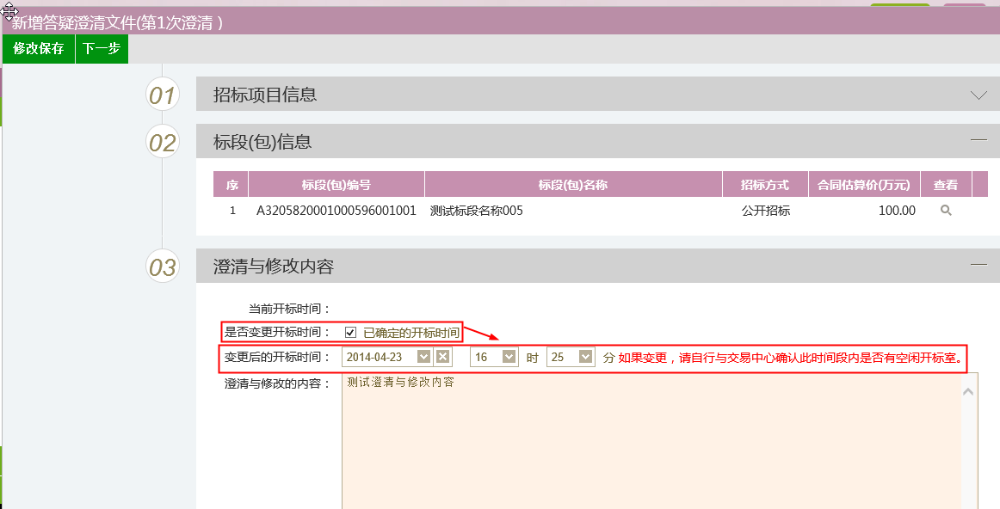 新增答疑澄清文件(第1次澄清 )
修改保存 下一步
01 招标项目信息
02 标段(包)信息
序 标段(包)编号 标段(包)名称 招标方式 合同估算价(万元) 查看
1 A3205820001000596001001 测试标段名称005 公开招标 100.00
03 澄清与修改内容
当前开标时间：
是否变更开标时间： 已确定的开标时间
变更后的开标时间： 2014-04-23 16 时 25 分 如果变更，请自行与交易中心确认此时间段内是否有空闲开标室。
澄清与修改的内容： 测试澄清与修改内容